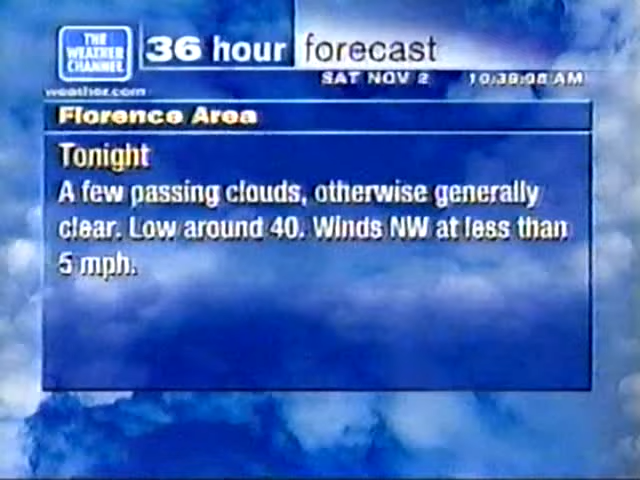 THE
WEATHER
CHANNEL
36 hour forecast
SAT NOV 2 10:39:08 AM
weather.com
Florence Area
Tonight
A few passing clouds, otherwise generally
clear. Low around 40. Winds NW at less than
5 mph.